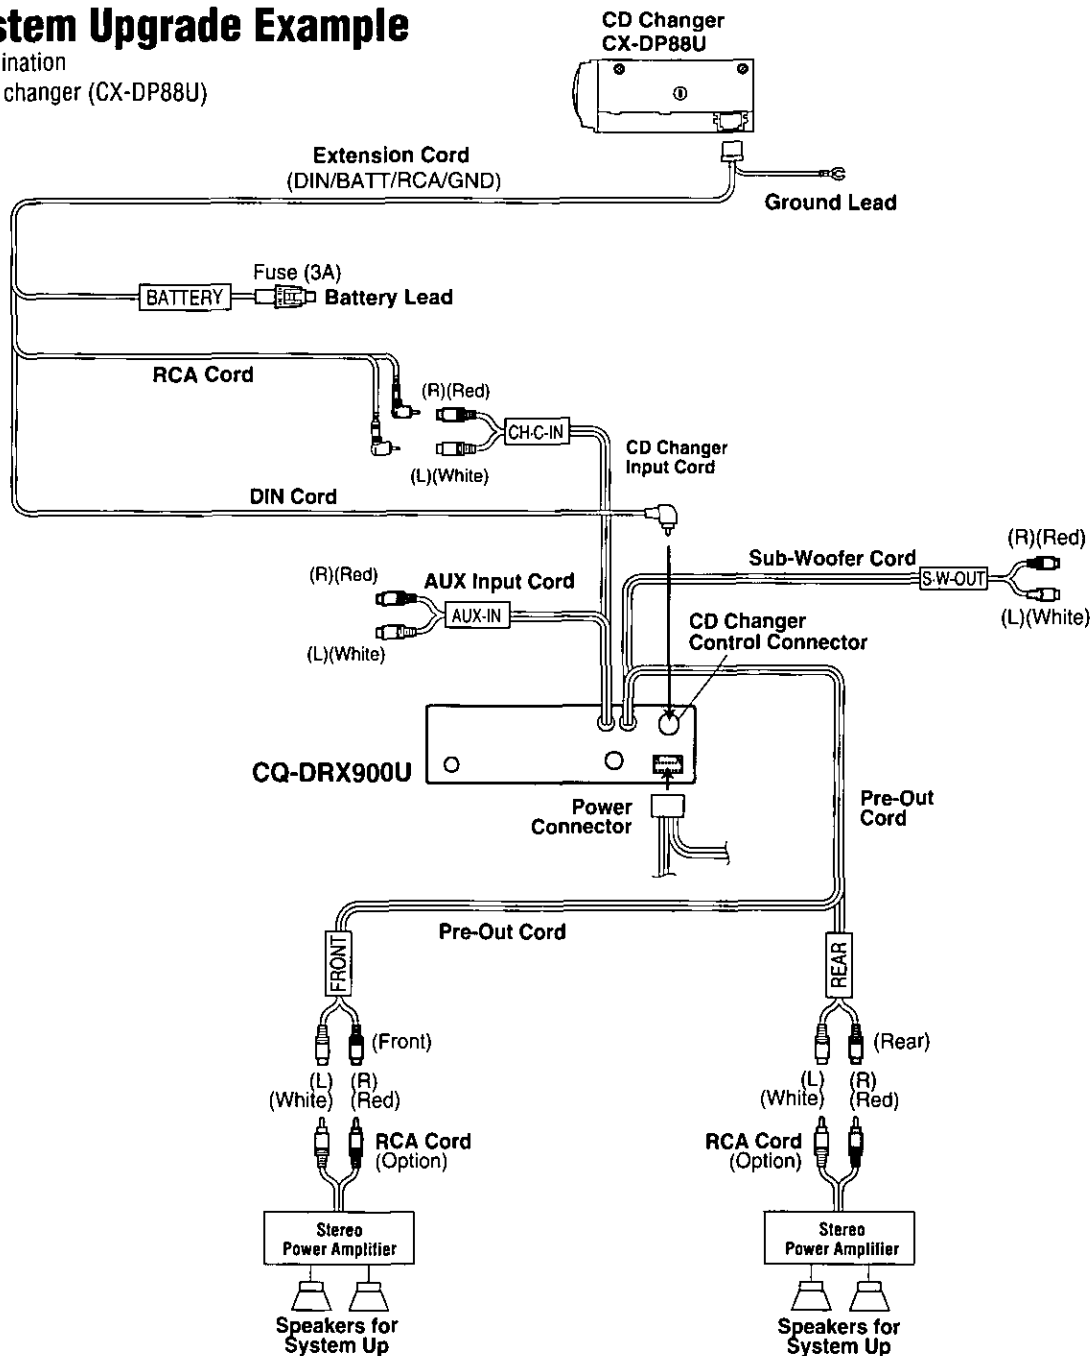 stem Upgrade Example
ination
changer (CX-DP88U)
CD Changer
CX-DP88U
Extension Cord
(DIN/BATT/RCA/GND)
Ground Lead
Fuse (3A)
BATTERY
Battery Lead
RCA Cord
(R)(Red)
CH-C-IN
(L)(White)
CD Changer
Input Cord
DIN Cord
(R)(Red)
AUX Input Cord
AUX-IN
(L)(White)
Sub-Woofer Cord
(R)(Red)
S-W-OUT
(L)(White)
CD Changer
Control Connector
CQ-DRX900U
Power
Connector
Pre-Out
Cord
Pre-Out Cord
FRONT
(Front)
(L)
(White)
(R)
(Red)
RCA Cord
(Option)
Stereo
Power Amplifier
Speakers for
System Up
REAR
(Rear)
(L)
(White)
(R)
(Red)
RCA Cord
(Option)
Stereo
Power Amplifier
Speakers for
System Up